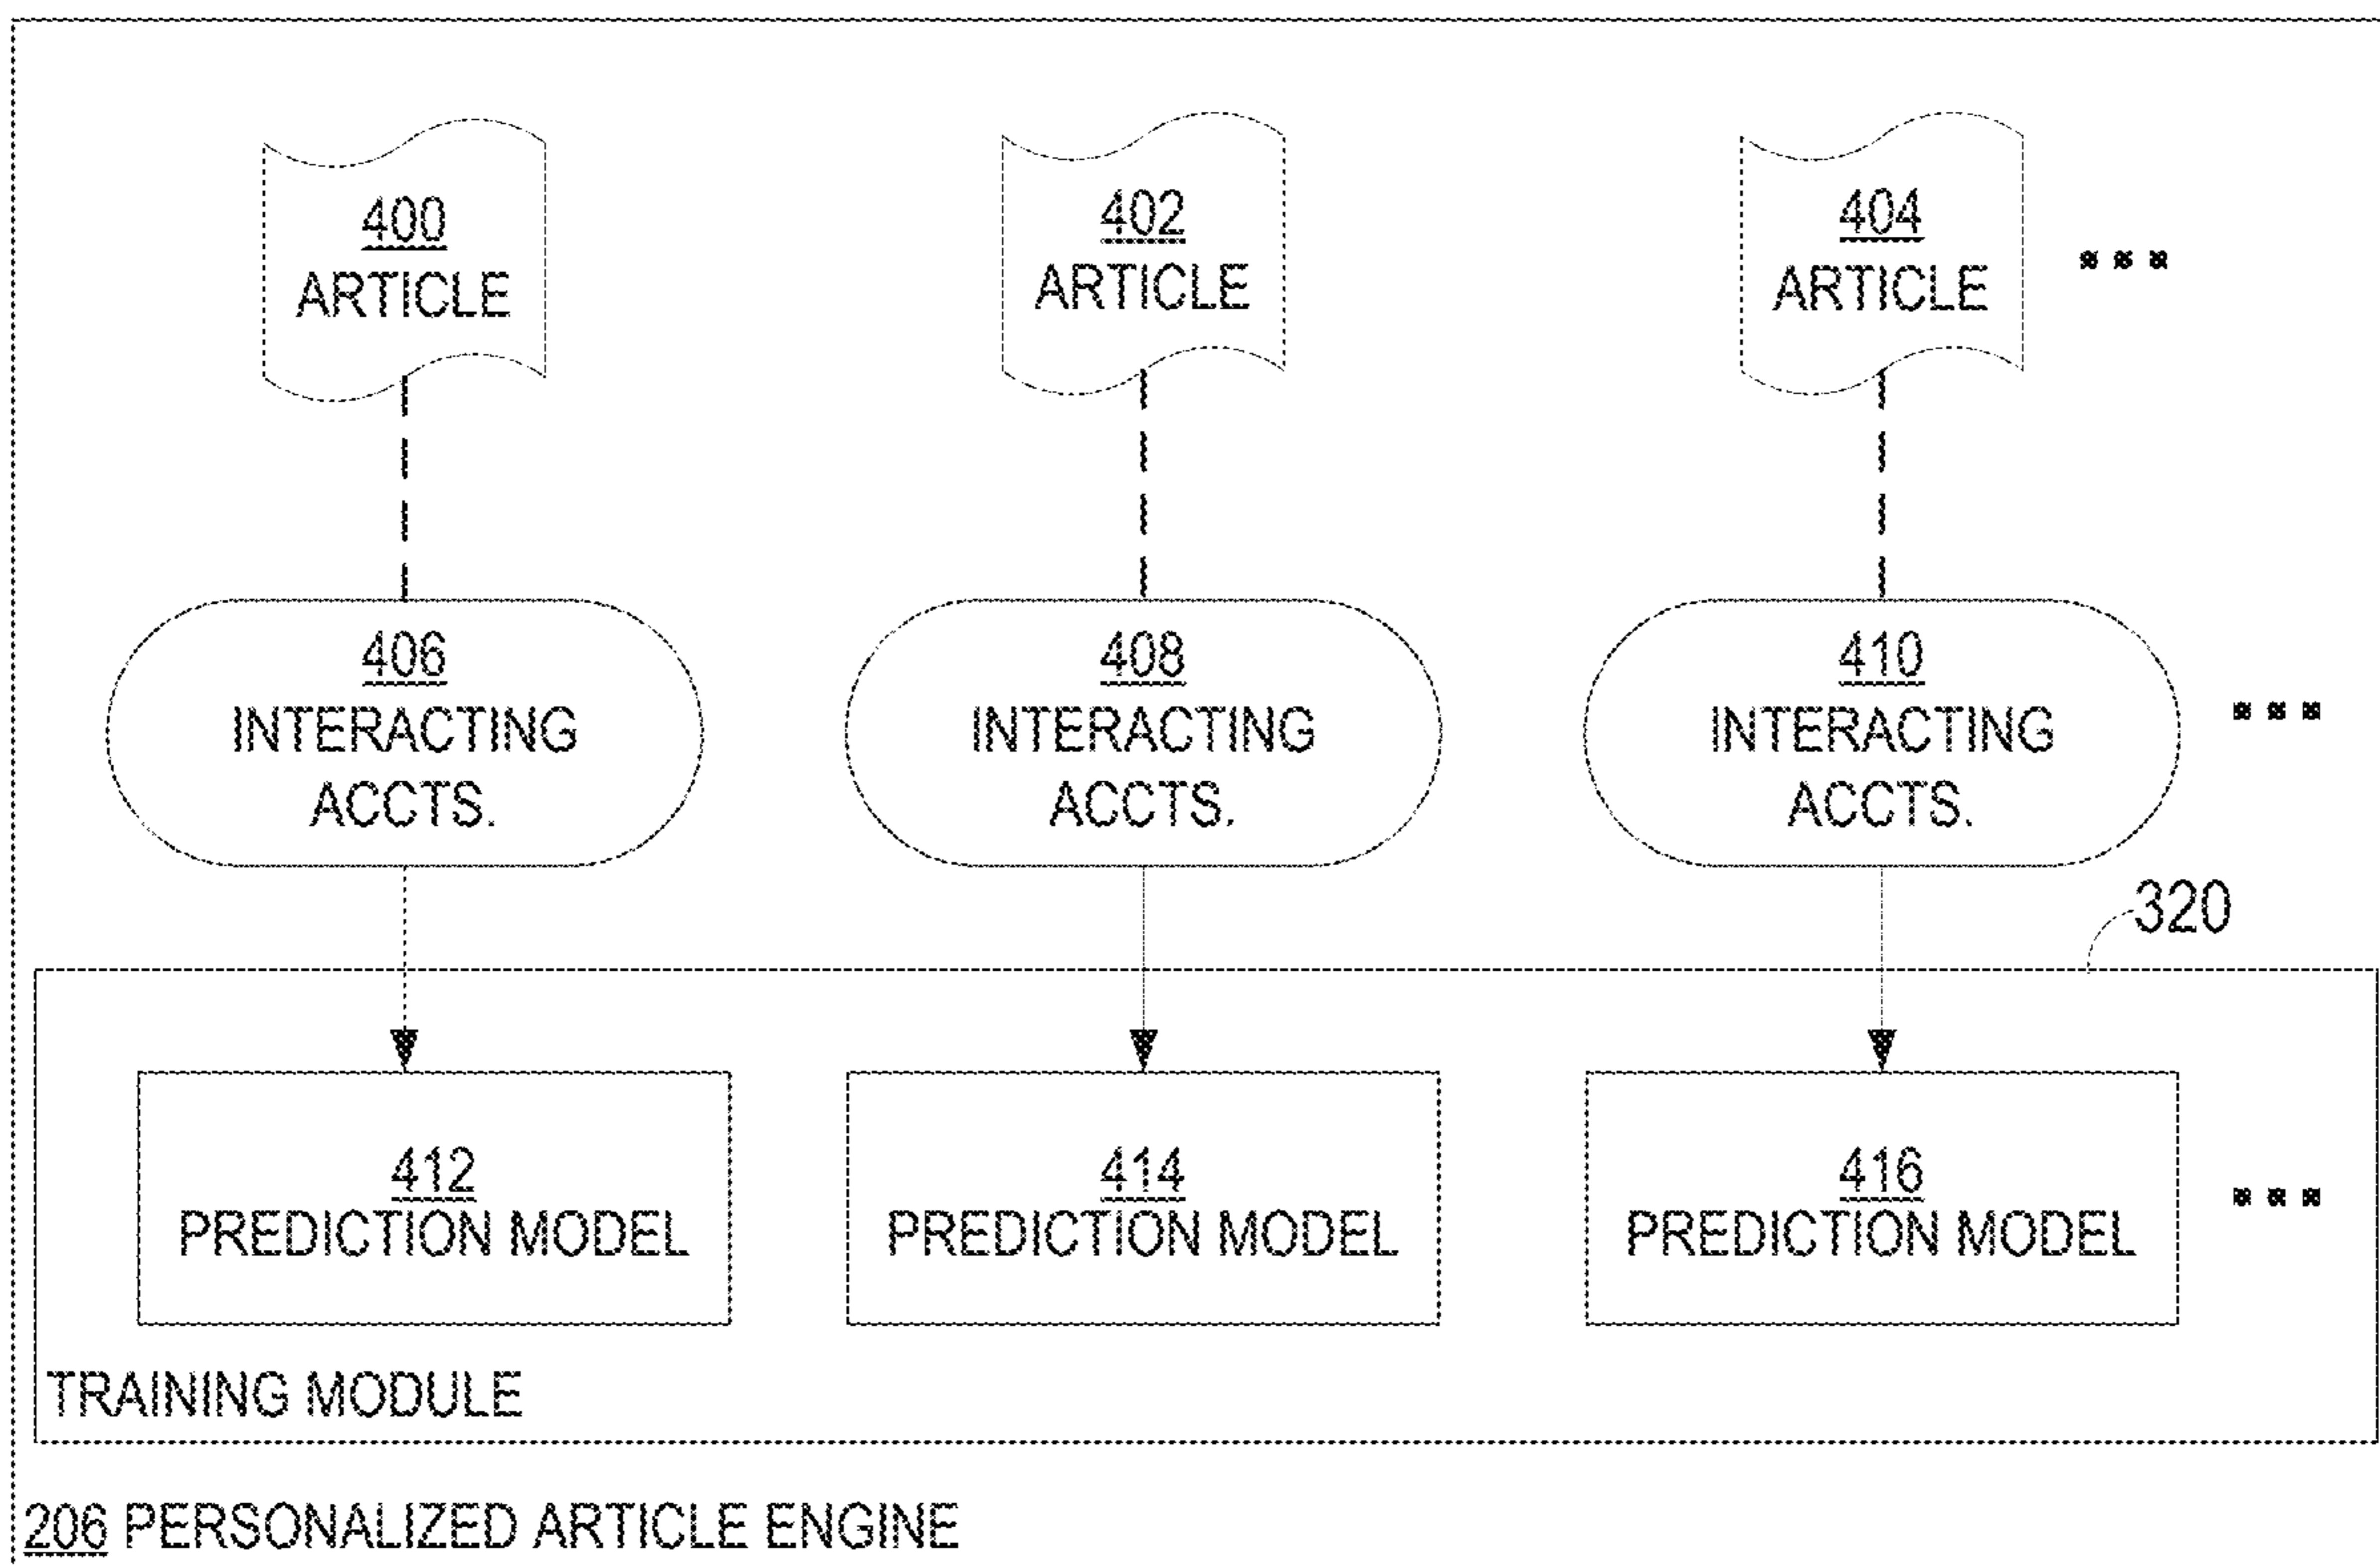 400
ARTICLE
402
ARTICLE
404
ARTICLE
406
INTERACTING
ACCTS.
408
INTERACTING
ACCTS.
410
INTERACTING
ACCTS.
320
412
PREDICTION MODEL
414
PREDICTION MODEL
416
PREDICTION MODEL
TRAINING MODULE
206 PERSONALIZED ARTICLE ENGINE